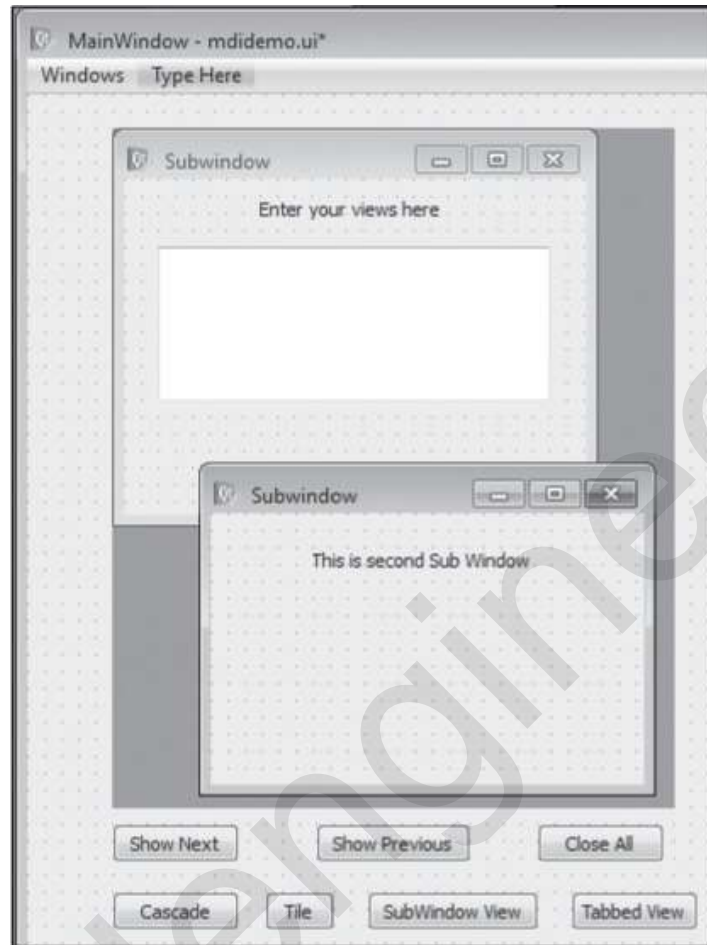 MainWindow - mdidemo.ui*
Windows Type Here
Subwindow
Enter your views here
Subwindow
This is second Sub Window
Show Next Show Previous Close All
Cascade Tile SubWindow View Tabbed View